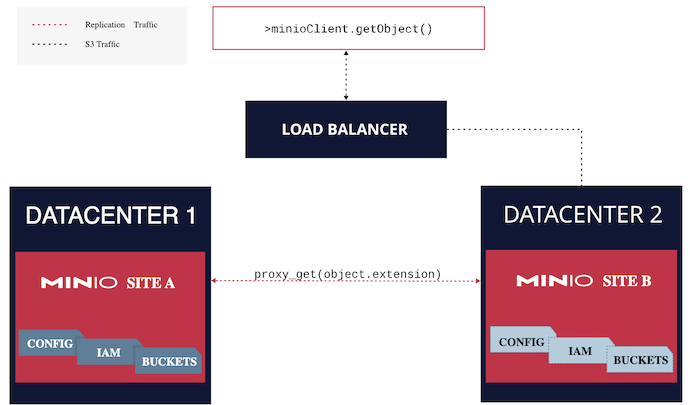 Replication Traffic
S3 Traffic
>minioClient.getObject()
LOAD BALANCER
DATACENTER 1
MINIO SITE A
CONFIG
IAM
BUCKETS
proxy_get(object.extension)
DATACENTER 2
MINIO SITE B
CONFIG
IAM
BUCKETS